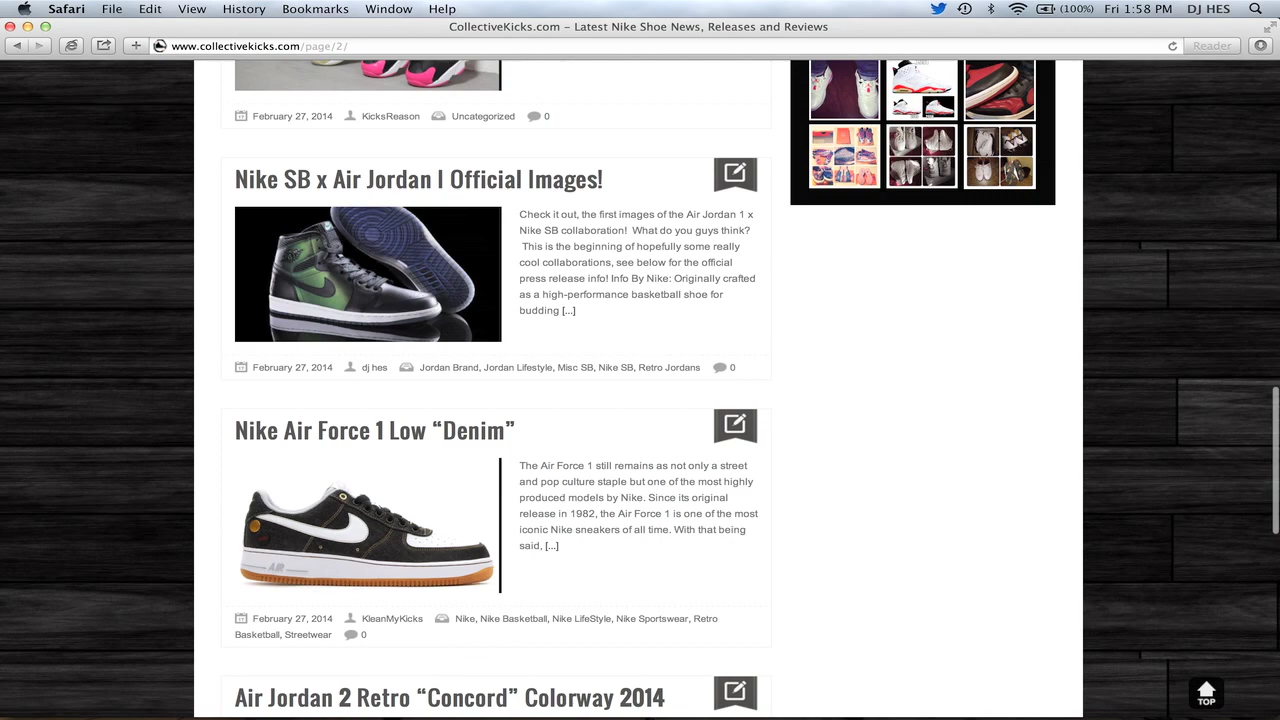 Safari File Edit View History Bookmarks Window Help (100%) Fri 1:58 PM DJ HES
CollectiveKicks.com – Latest Nike Shoe News, Releases and Reviews
www.collectivekicks.com/page/2/ Reader
February 27, 2014 KicksReason Uncategorized 0
Nike SB x Air Jordan I Official Images!
Check it out, the first images of the Air Jordan 1 x
Nike SB collaboration! What do you guys think?
This is the beginning of hopefully some really
cool collaborations, see below for the official
press release info! Info By Nike: Originally crafted
as a high-performance basketball shoe for
budding [...]
February 27, 2014 dj hes Jordan Brand, Jordan Lifestyle, Misc SB, Nike SB, Retro Jordans 0
Nike Air Force 1 Low “Denim”
The Air Force 1 still remains as not only a street
and pop culture staple but one of the most highly
produced models by Nike. Since its original
release in 1982, the Air Force 1 is one of the most
iconic Nike sneakers of all time. With that being
said, [...]
AIR
February 27, 2014 KleanMyKicks Nike, Nike Basketball, Nike LifeStyle, Nike Sportswear, Retro
Basketball, Streetwear 0
Air Jordan 2 Retro “Concord” Colorway 2014
TOP